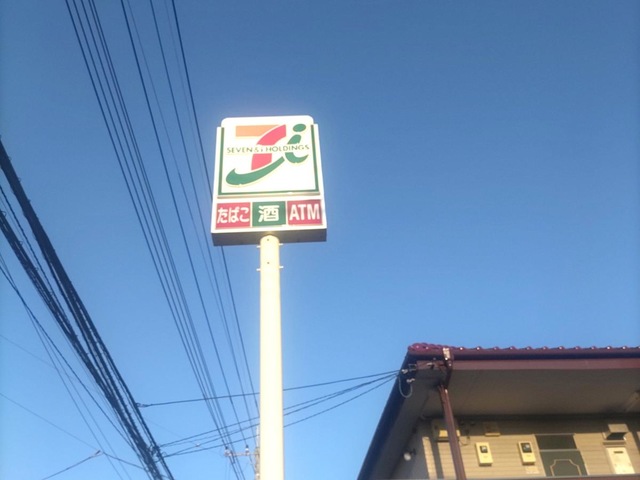 7i
SEVEN & i HOLDINGS
たばこ 酒 ATM